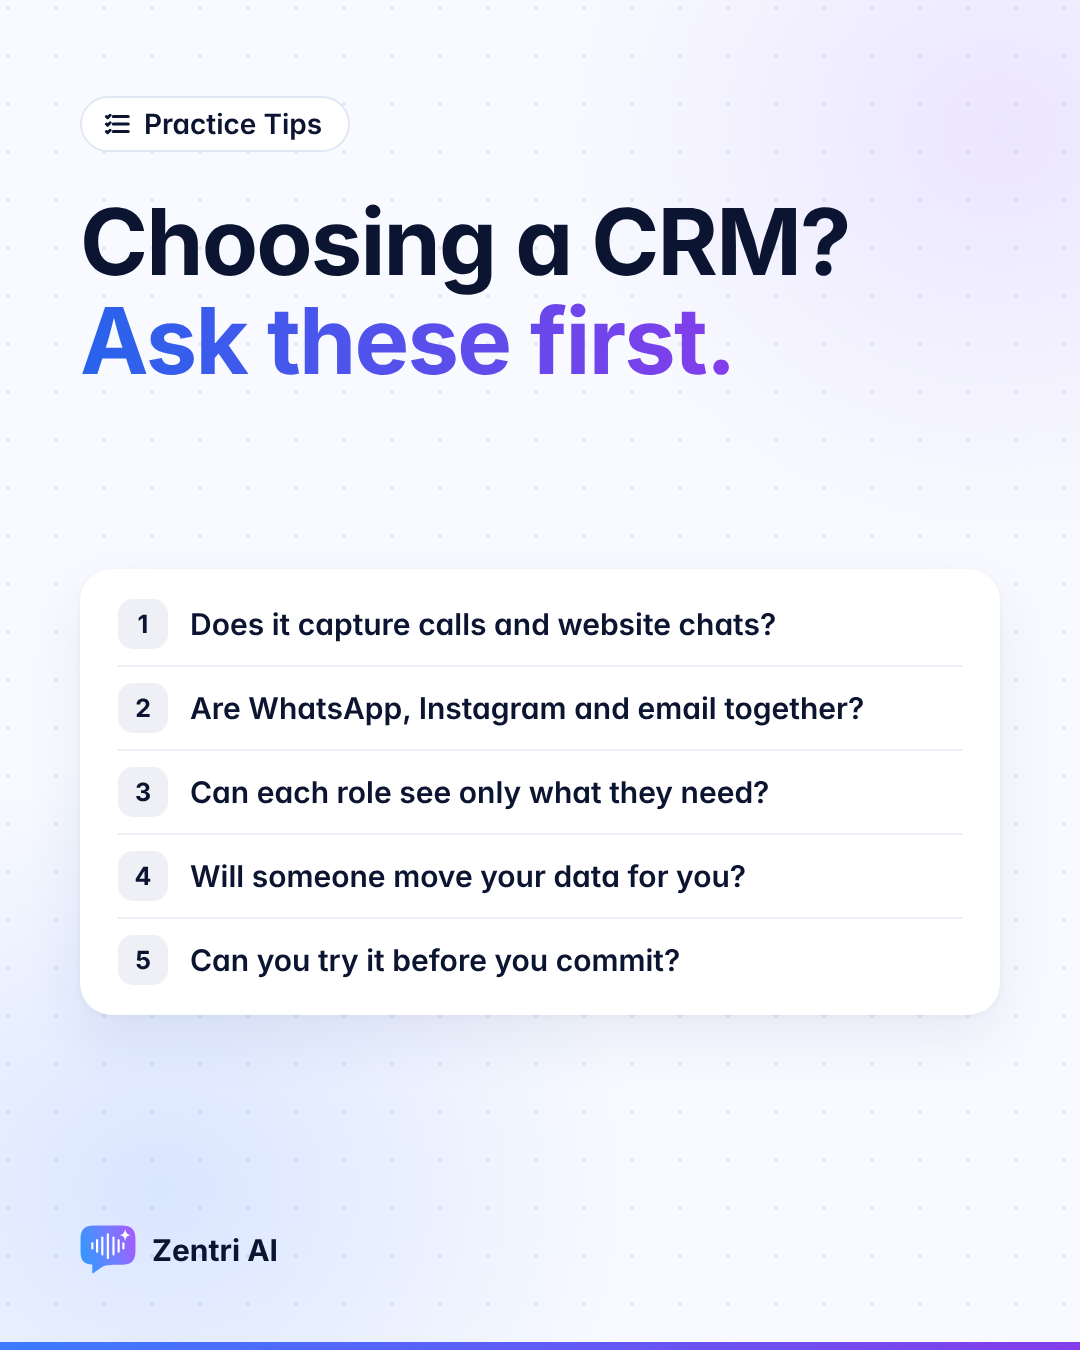 Practice Tips
Choosing a CRM?
Ask these first.
1 Does it capture calls and website chats?
2 Are WhatsApp, Instagram and email together?
3 Can each role see only what they need?
4 Will someone move your data for you?
5 Can you try it before you commit?
Zentri AI